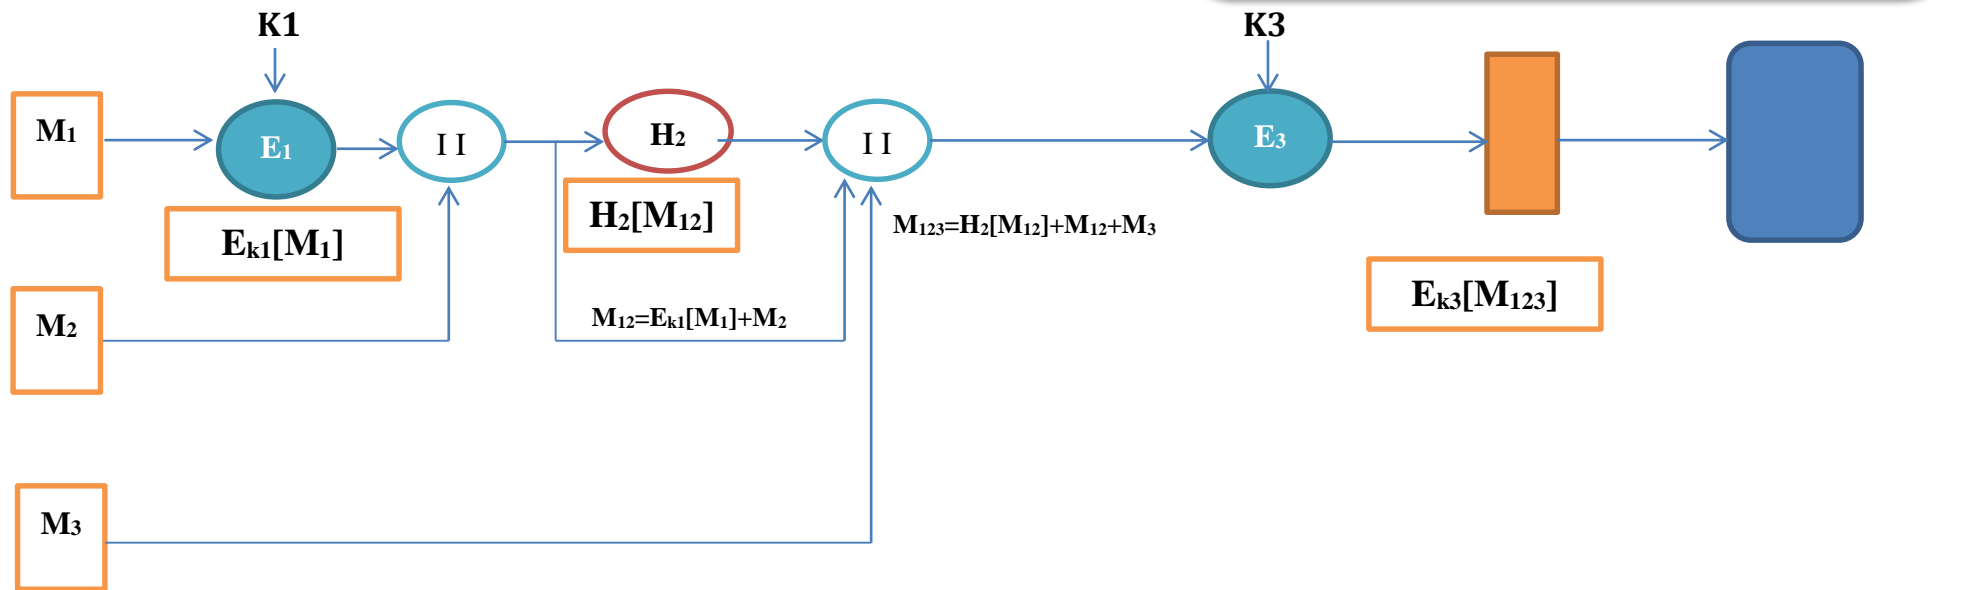 K1
K3
M1
E1
I I
H2
I I
E3
Ek1[M1]
H2[M12]
M123=H2[M12]+M12+M3
Ek3[M123]
M2
M12=Ek1[M1]+M2
M3